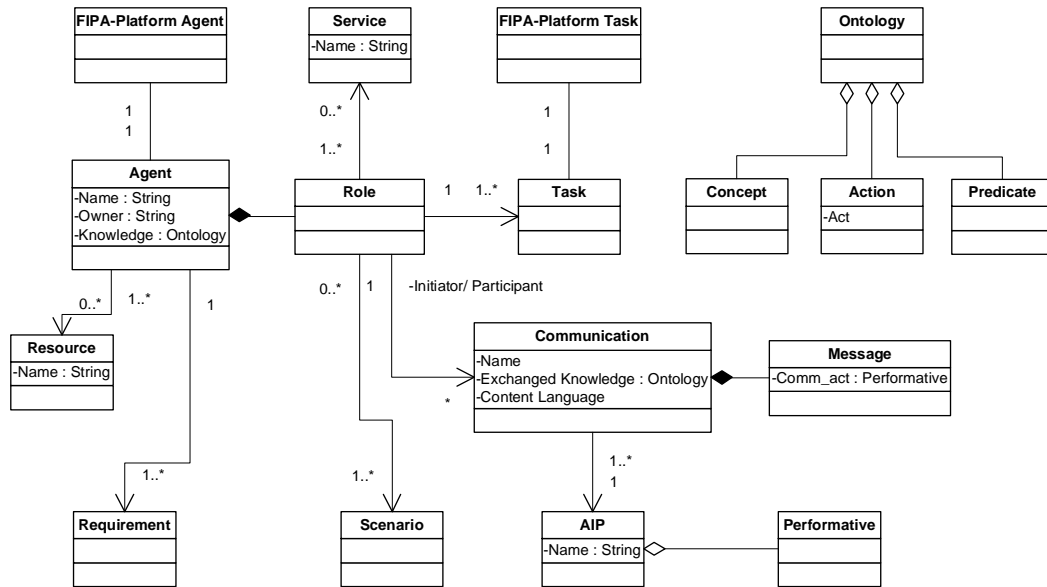 FIPA-Platform Agent
Service
-Name : String
FIPA-Platform Task
Ontology
1
1
0..*
1..*
1
1
Agent
-Name : String
-Owner : String
-Knowledge : Ontology
Role
1
1..*
Task
Concept
Action
-Act
Predicate
0..*
1..*
1
0..*
1
-Initiator/ Participant
Resource
-Name : String
Communication
-Name
-Exchanged Knowledge : Ontology
-Content Language
Message
-Comm_act : Performative
*
1..*
1..*
1..*
1
Requirement
Scenario
AIP
-Name : String
Performative